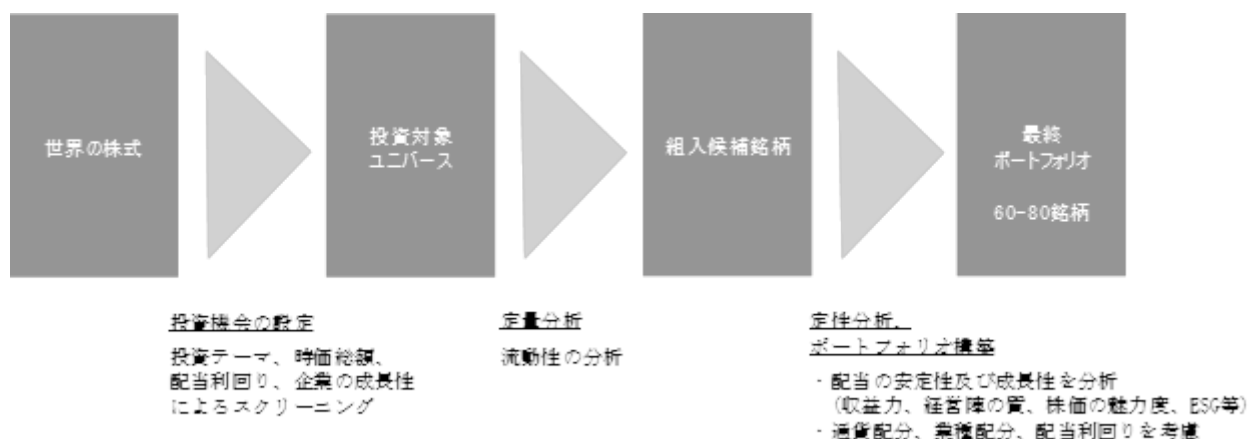 世界の株式
投資対象
ユニバース
組入候補銘柄
最終
ポートフォリオ
60-80銘柄
投資機会の設定
投資テーマ、時価総額、
配当利回り、企業の成長性
によるスクリーニング
定量分析
流動性の分析
定性分析、
ポートフォリオ構築
・配当の安定性及び成長性を分析
（収益力、経営陣の質、株価の魅力度、ESG等）
・通貨配分、業種配分、配当利回りを考慮